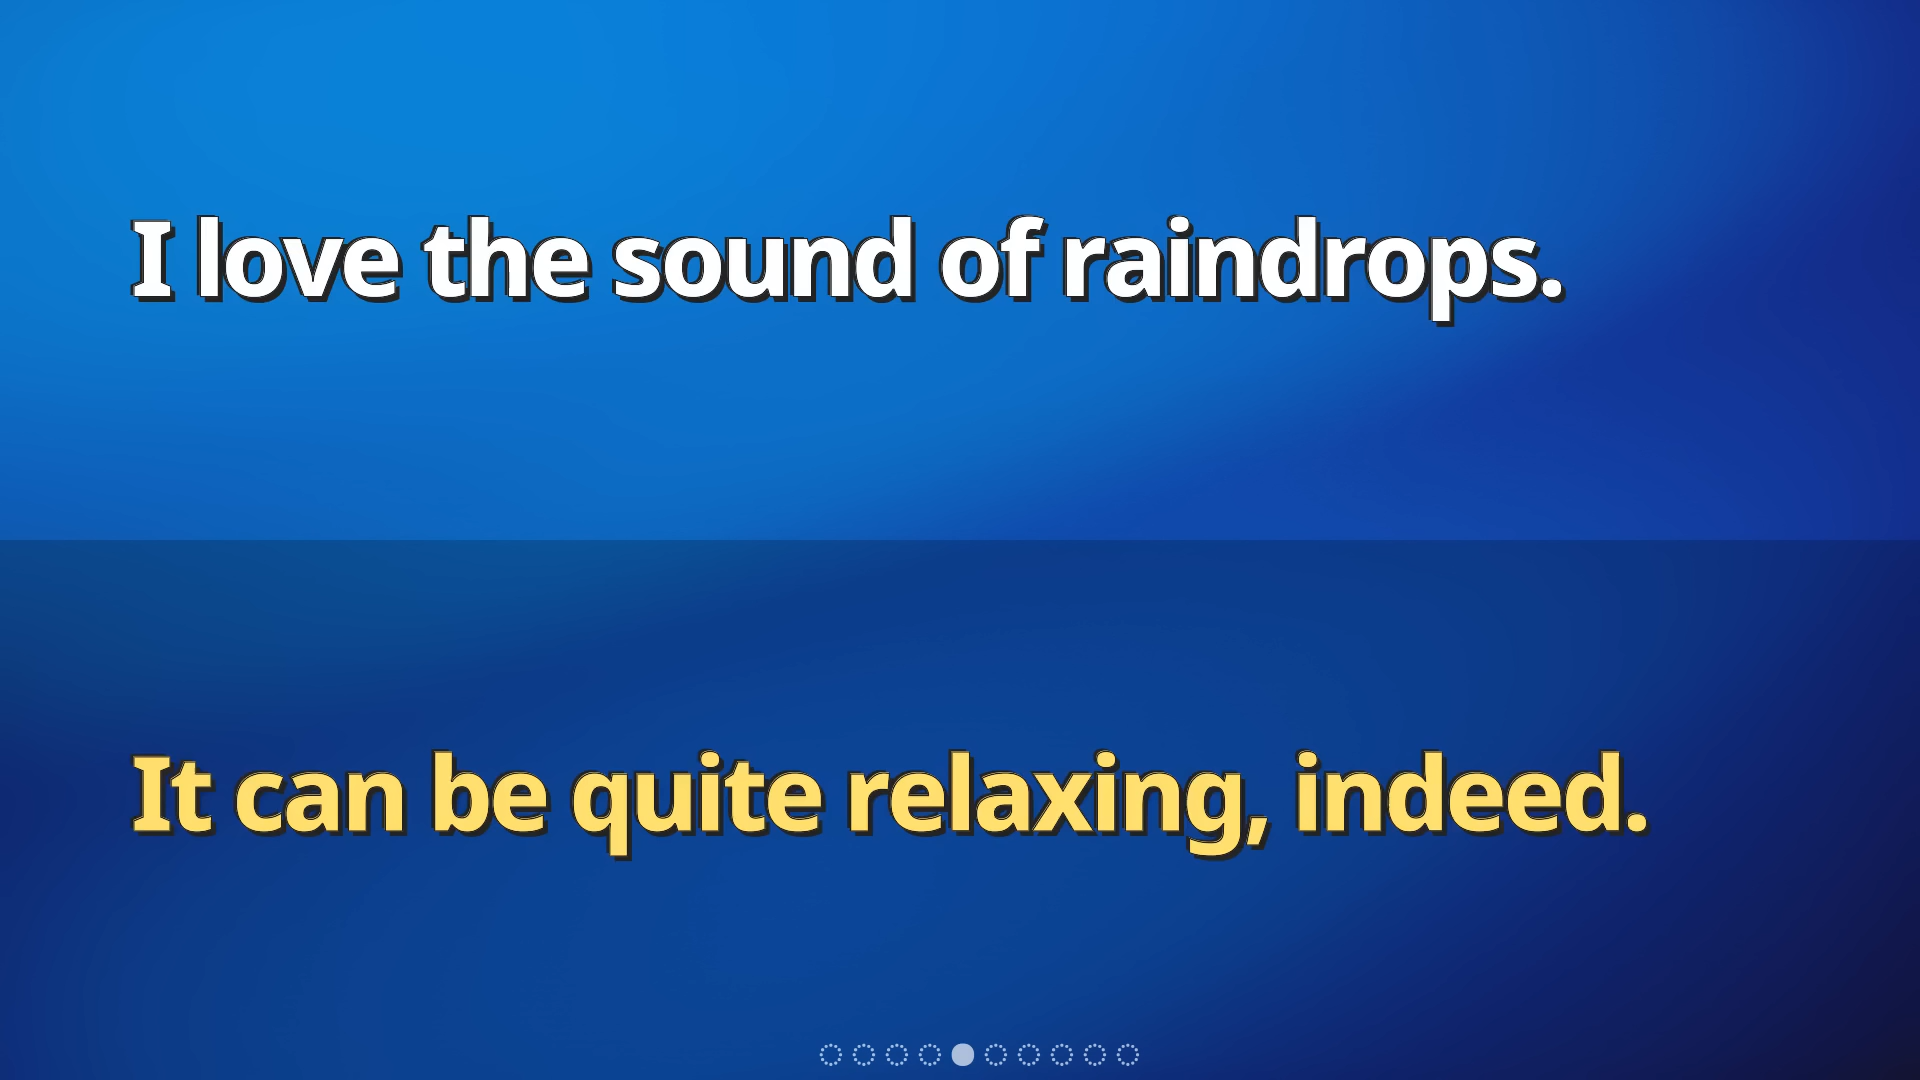 I love the sound of raindrops.
It can be quite relaxing, indeed.